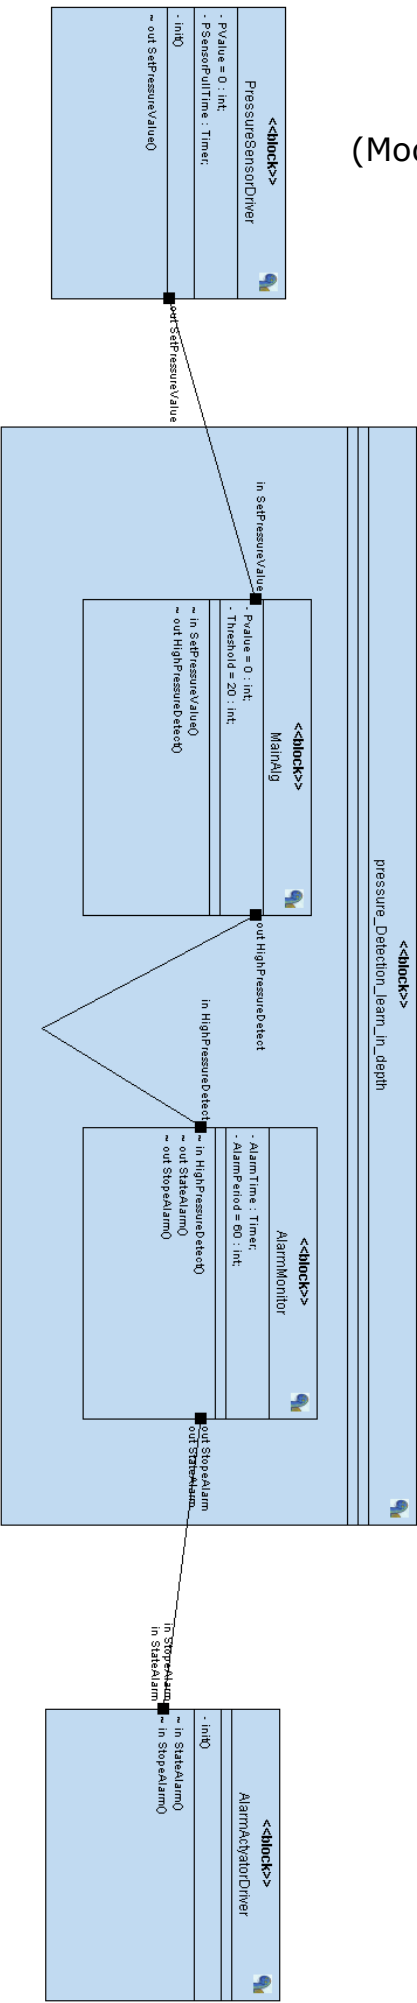 (Moc
<<block>>
PressureSensorDriver
- PValue = 0 : int;
- PSensorPullTime : Timer;
- init()
~ out SetPressureValue()
out SetPressureValue
<<block>>
pressure_Detection_learn_in_depth
in SetPressureValue
<<block>>
MainAlg
- Pvalue = 0 : int;
- Threshold = 20 : int;
~ in SetPressureValue()
~ out HighPressureDetect()
out HighPressureDetect
in HighPressureDetect
<<block>>
AlarmMonitor
- AlarmTime : Timer;
- AlarmPeriod = 60 : int;
~ in HighPressureDetect()
~ out StateAlarm()
~ out StopeAlarm()
out StopeAlarm
out StateAlarm
in StopeAlarm
in StateAlarm
<<block>>
AlarmActyatorDriver
- init()
~ in StateAlarm()
~ in StopeAlarm()